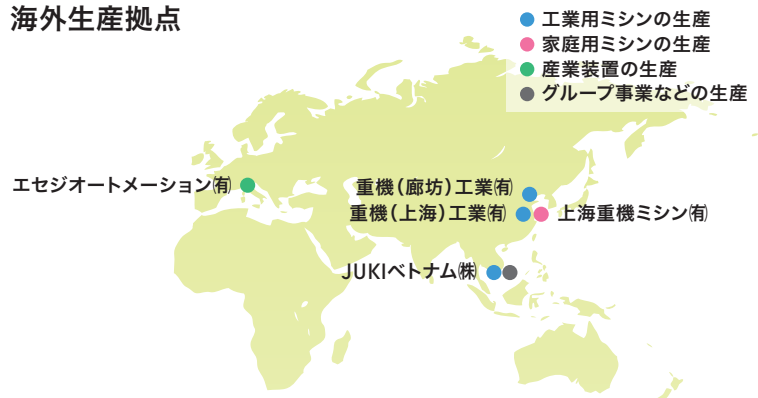 海外生産拠点
工業用ミシンの生産
家庭用ミシンの生産
産業装置の生産
グループ事業などの生産
エセジオートメーション㈲
重機(廊坊)工業㈲
重機(上海)工業㈲
上海重機ミシン㈲
JUKIベトナム㈱